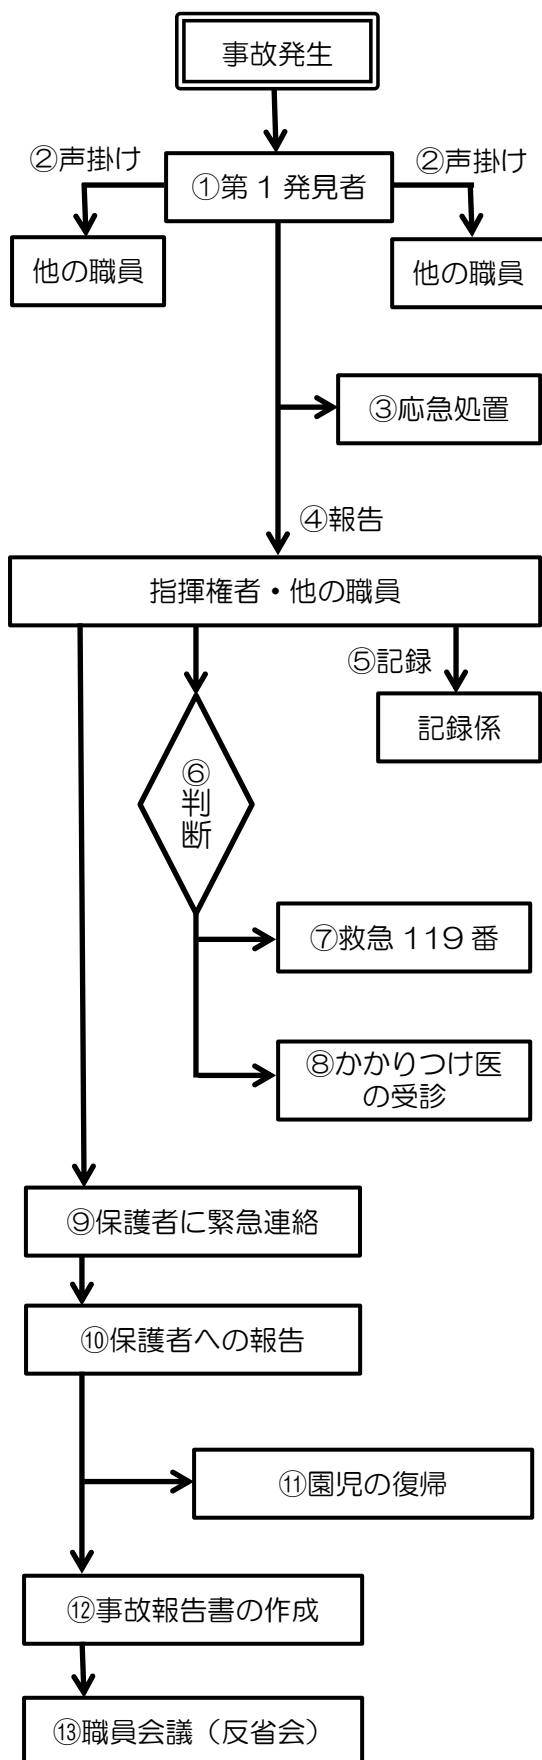 事故発生
②声掛け
②声掛け
①第1発見者
他の職員
他の職員
③応急処置
④報告
指揮権者・他の職員
⑤記録
記録係
⑥判断
⑦救急119番
⑧かかりつけ医
の受診
⑨保護者に緊急連絡
⑩保護者への報告
⑪園児の復帰
⑫事故報告書の作成
⑬職員会議（反省会）